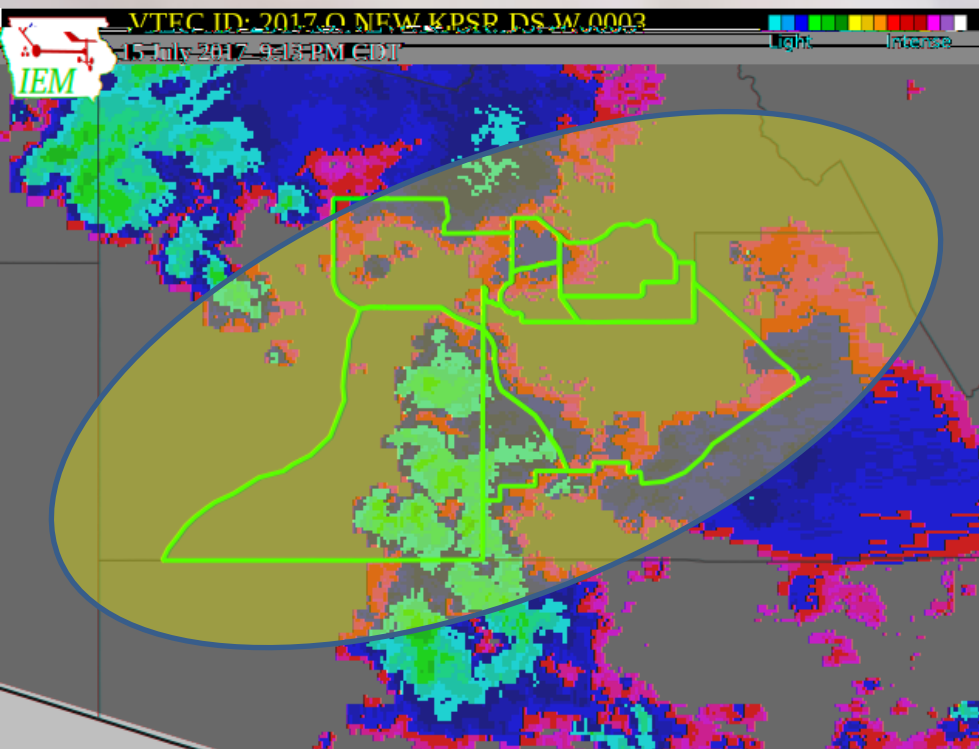 VTEC ID: 2017.O.NEW.KPSR.DS.W.0003
15 July 2017 9:13 PM CDT
Light
Intense
IEM